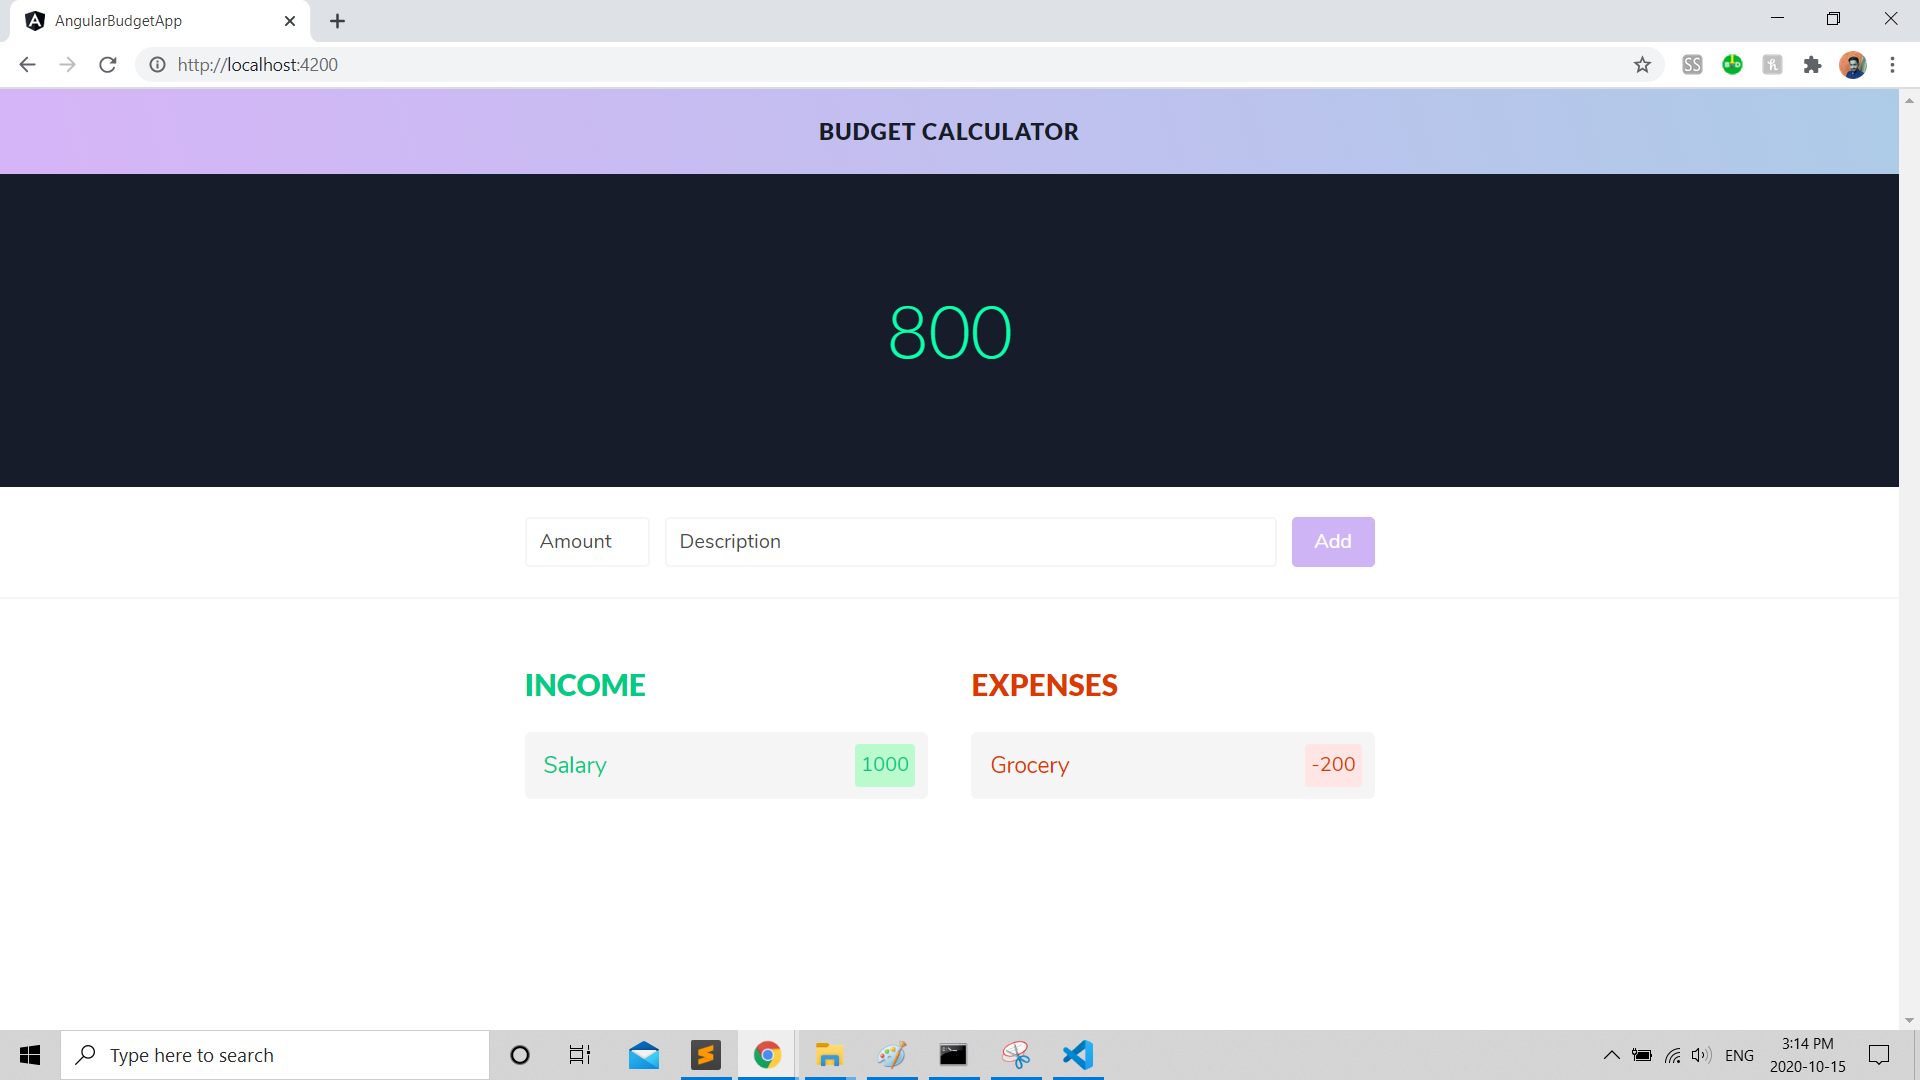 AngularBudgetApp
http://localhost:4200
BUDGET CALCULATOR
800
Amount
Description
Add
INCOME
EXPENSES
Salary 1000
Grocery -200
Type here to search
ENG
3:14 PM
2020-10-15